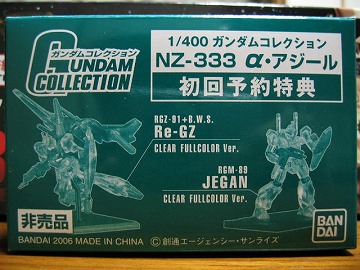 ガンダムコレクション
GUNDAM
COLLECTION
1/400 ガンダムコレクション
NZ-333 α・アジール
初回予約特典
RGZ-91+B.W.S.
Re-GZ
CLEAR FULLCOLOR Ver.
RGM-89
JEGAN
CLEAR FULLCOLOR Ver.
非売品
BAN
DAI
BANDAI 2006 MADE IN CHINA
Ⓒ 創通エージェンシー・サンライズ